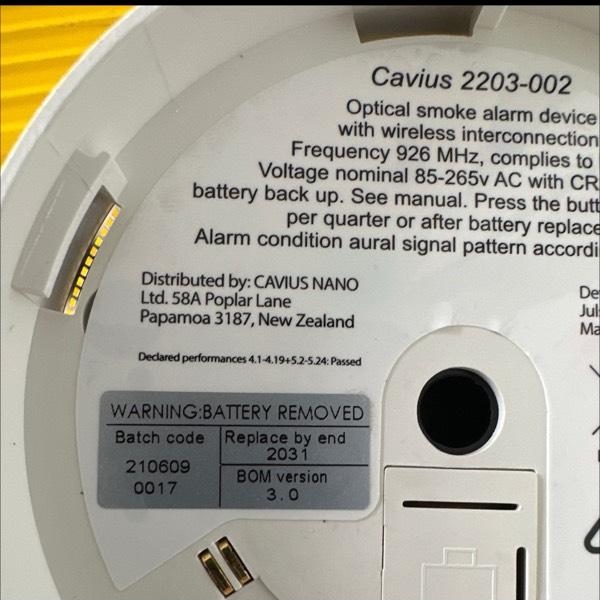 Cavius 2203-002
Optical smoke alarm device
with wireless interconnection
Frequency 926 MHz, complies to
Voltage nominal 85-265v AC with CR
battery back up. See manual. Press the butt
per quarter or after battery replace
Alarm condition aural signal pattern accordi
Distributed by: CAVIUS NANO
Ltd. 58A Poplar Lane
Papamoa 3187, New Zealand
De
Jul
Ma
Declared performances 4.1-4.19+5.2-5.24: Passed
WARNING:BATTERY REMOVED
Batch code
210609
0017
Replace by end
2031
BOM version
3.0